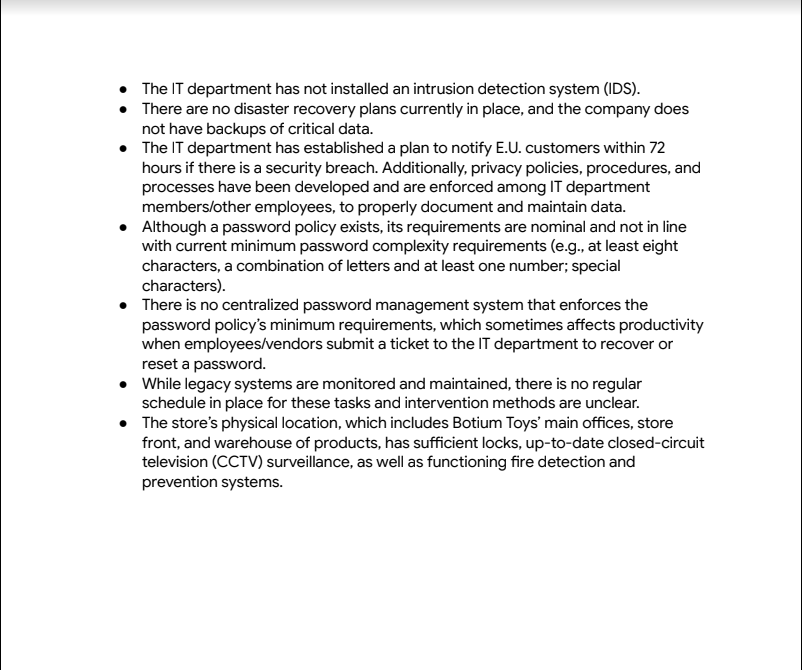 ● The IT department has not installed an intrusion detection system (IDS).
● There are no disaster recovery plans currently in place, and the company does
not have backups of critical data.
● The IT department has established a plan to notify E.U. customers within 72
hours if there is a security breach. Additionally, privacy policies, procedures, and
processes have been developed and are enforced among IT department
members/other employees, to properly document and maintain data.
● Although a password policy exists, its requirements are nominal and not in line
with current minimum password complexity requirements (e.g., at least eight
characters, a combination of letters and at least one number; special
characters).
● There is no centralized password management system that enforces the
password policy’s minimum requirements, which sometimes affects productivity
when employees/vendors submit a ticket to the IT department to recover or
reset a password.
● While legacy systems are monitored and maintained, there is no regular
schedule in place for these tasks and intervention methods are unclear.
● The store’s physical location, which includes Botium Toys’ main offices, store
front, and warehouse of products, has sufficient locks, up-to-date closed-circuit
television (CCTV) surveillance, as well as functioning fire detection and
prevention systems.